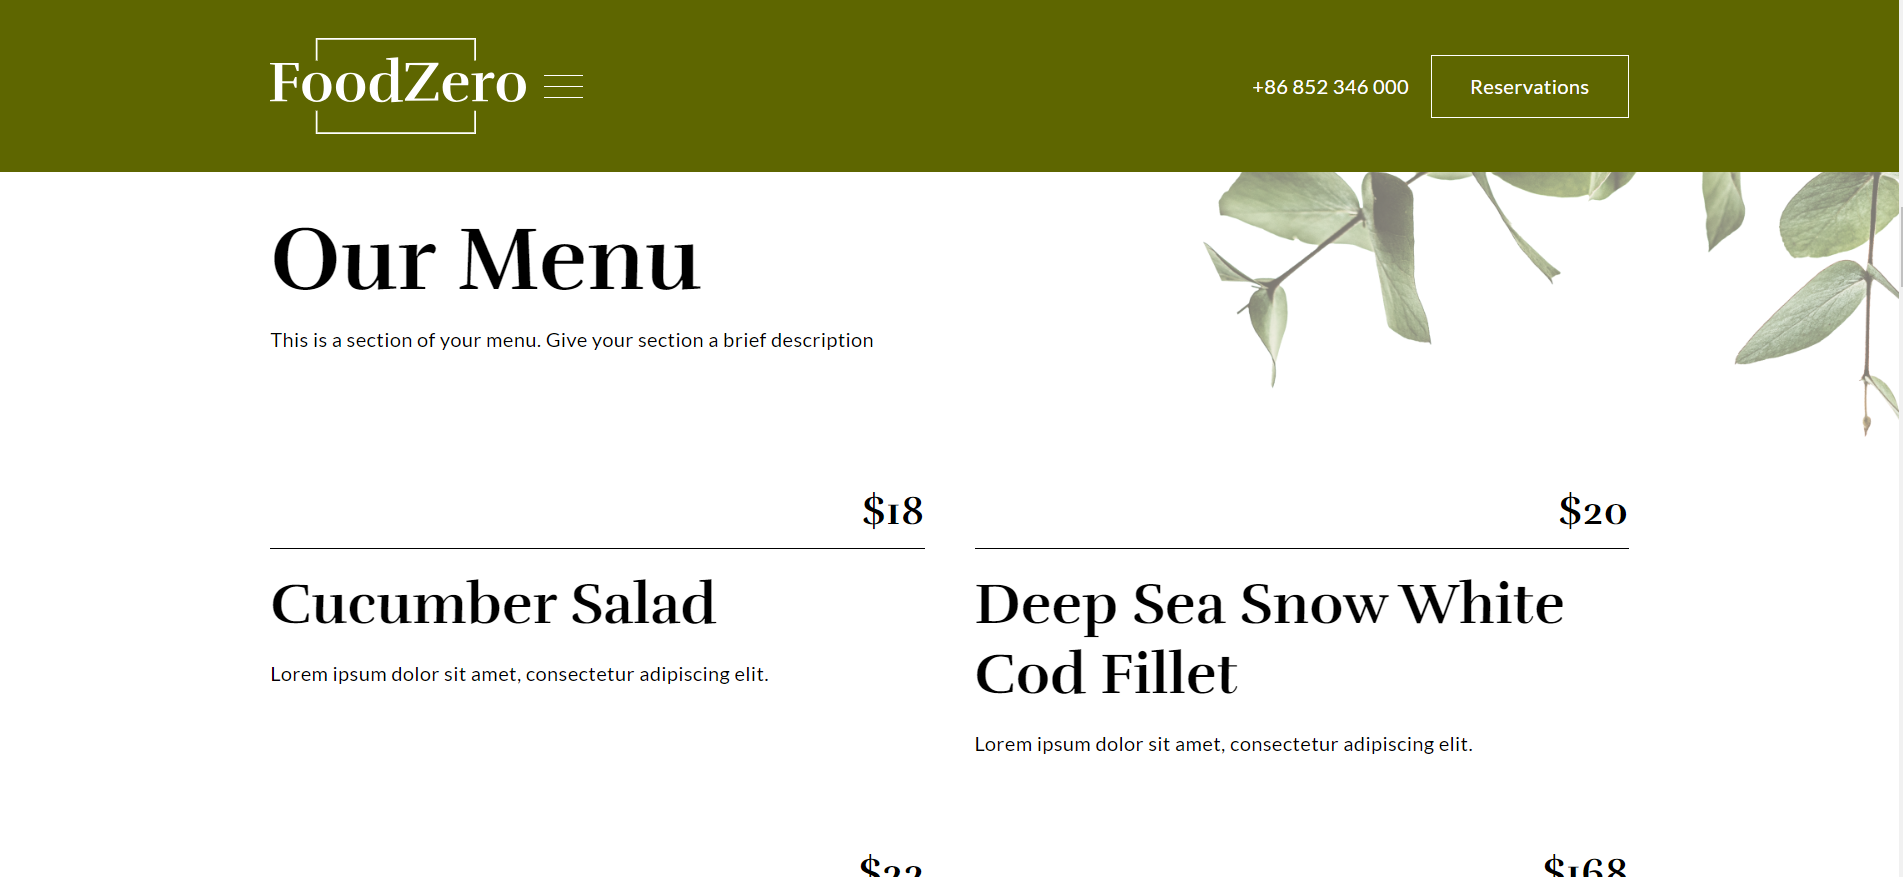 FoodZero
+86 852 346 000
Reservations
Our Menu
This is a section of your menu. Give your section a brief description
$18
Cucumber Salad
Lorem ipsum dolor sit amet, consectetur adipiscing elit.
$20
Deep Sea Snow White
Cod Fillet
Lorem ipsum dolor sit amet, consectetur adipiscing elit.
$168